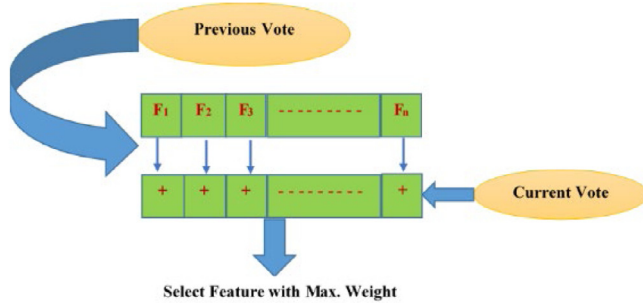 Previous Vote
F1 F2 F3 - - - - - - - - - Fn
+ + + - - - - - - - - - +
Current Vote
Select Feature with Max. Weight